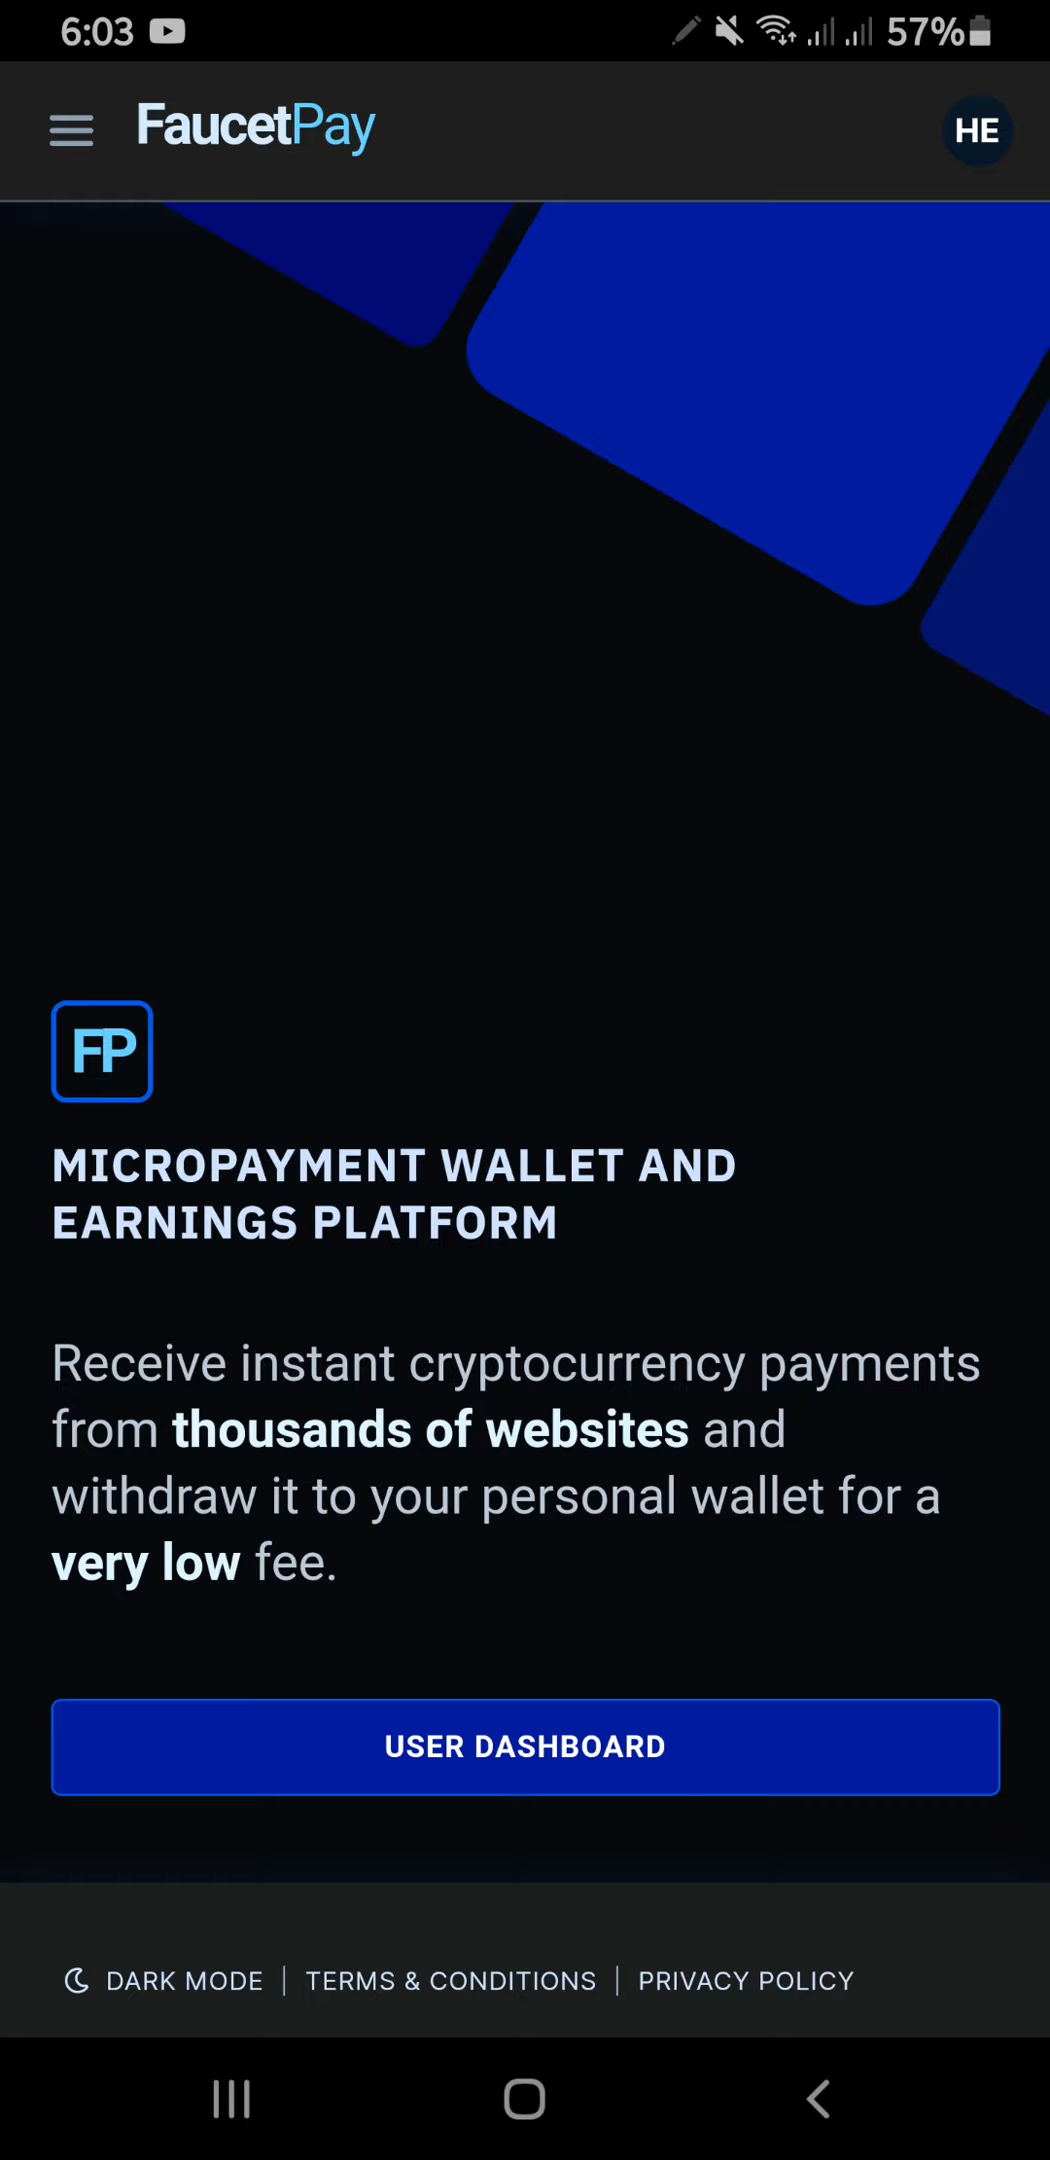 6:03 57%
FaucetPay HE
FP
MICROPAYMENT WALLET AND
EARNINGS PLATFORM
Receive instant cryptocurrency payments
from thousands of websites and
withdraw it to your personal wallet for a
very low fee.
USER DASHBOARD
DARK MODE | TERMS & CONDITIONS | PRIVACY POLICY